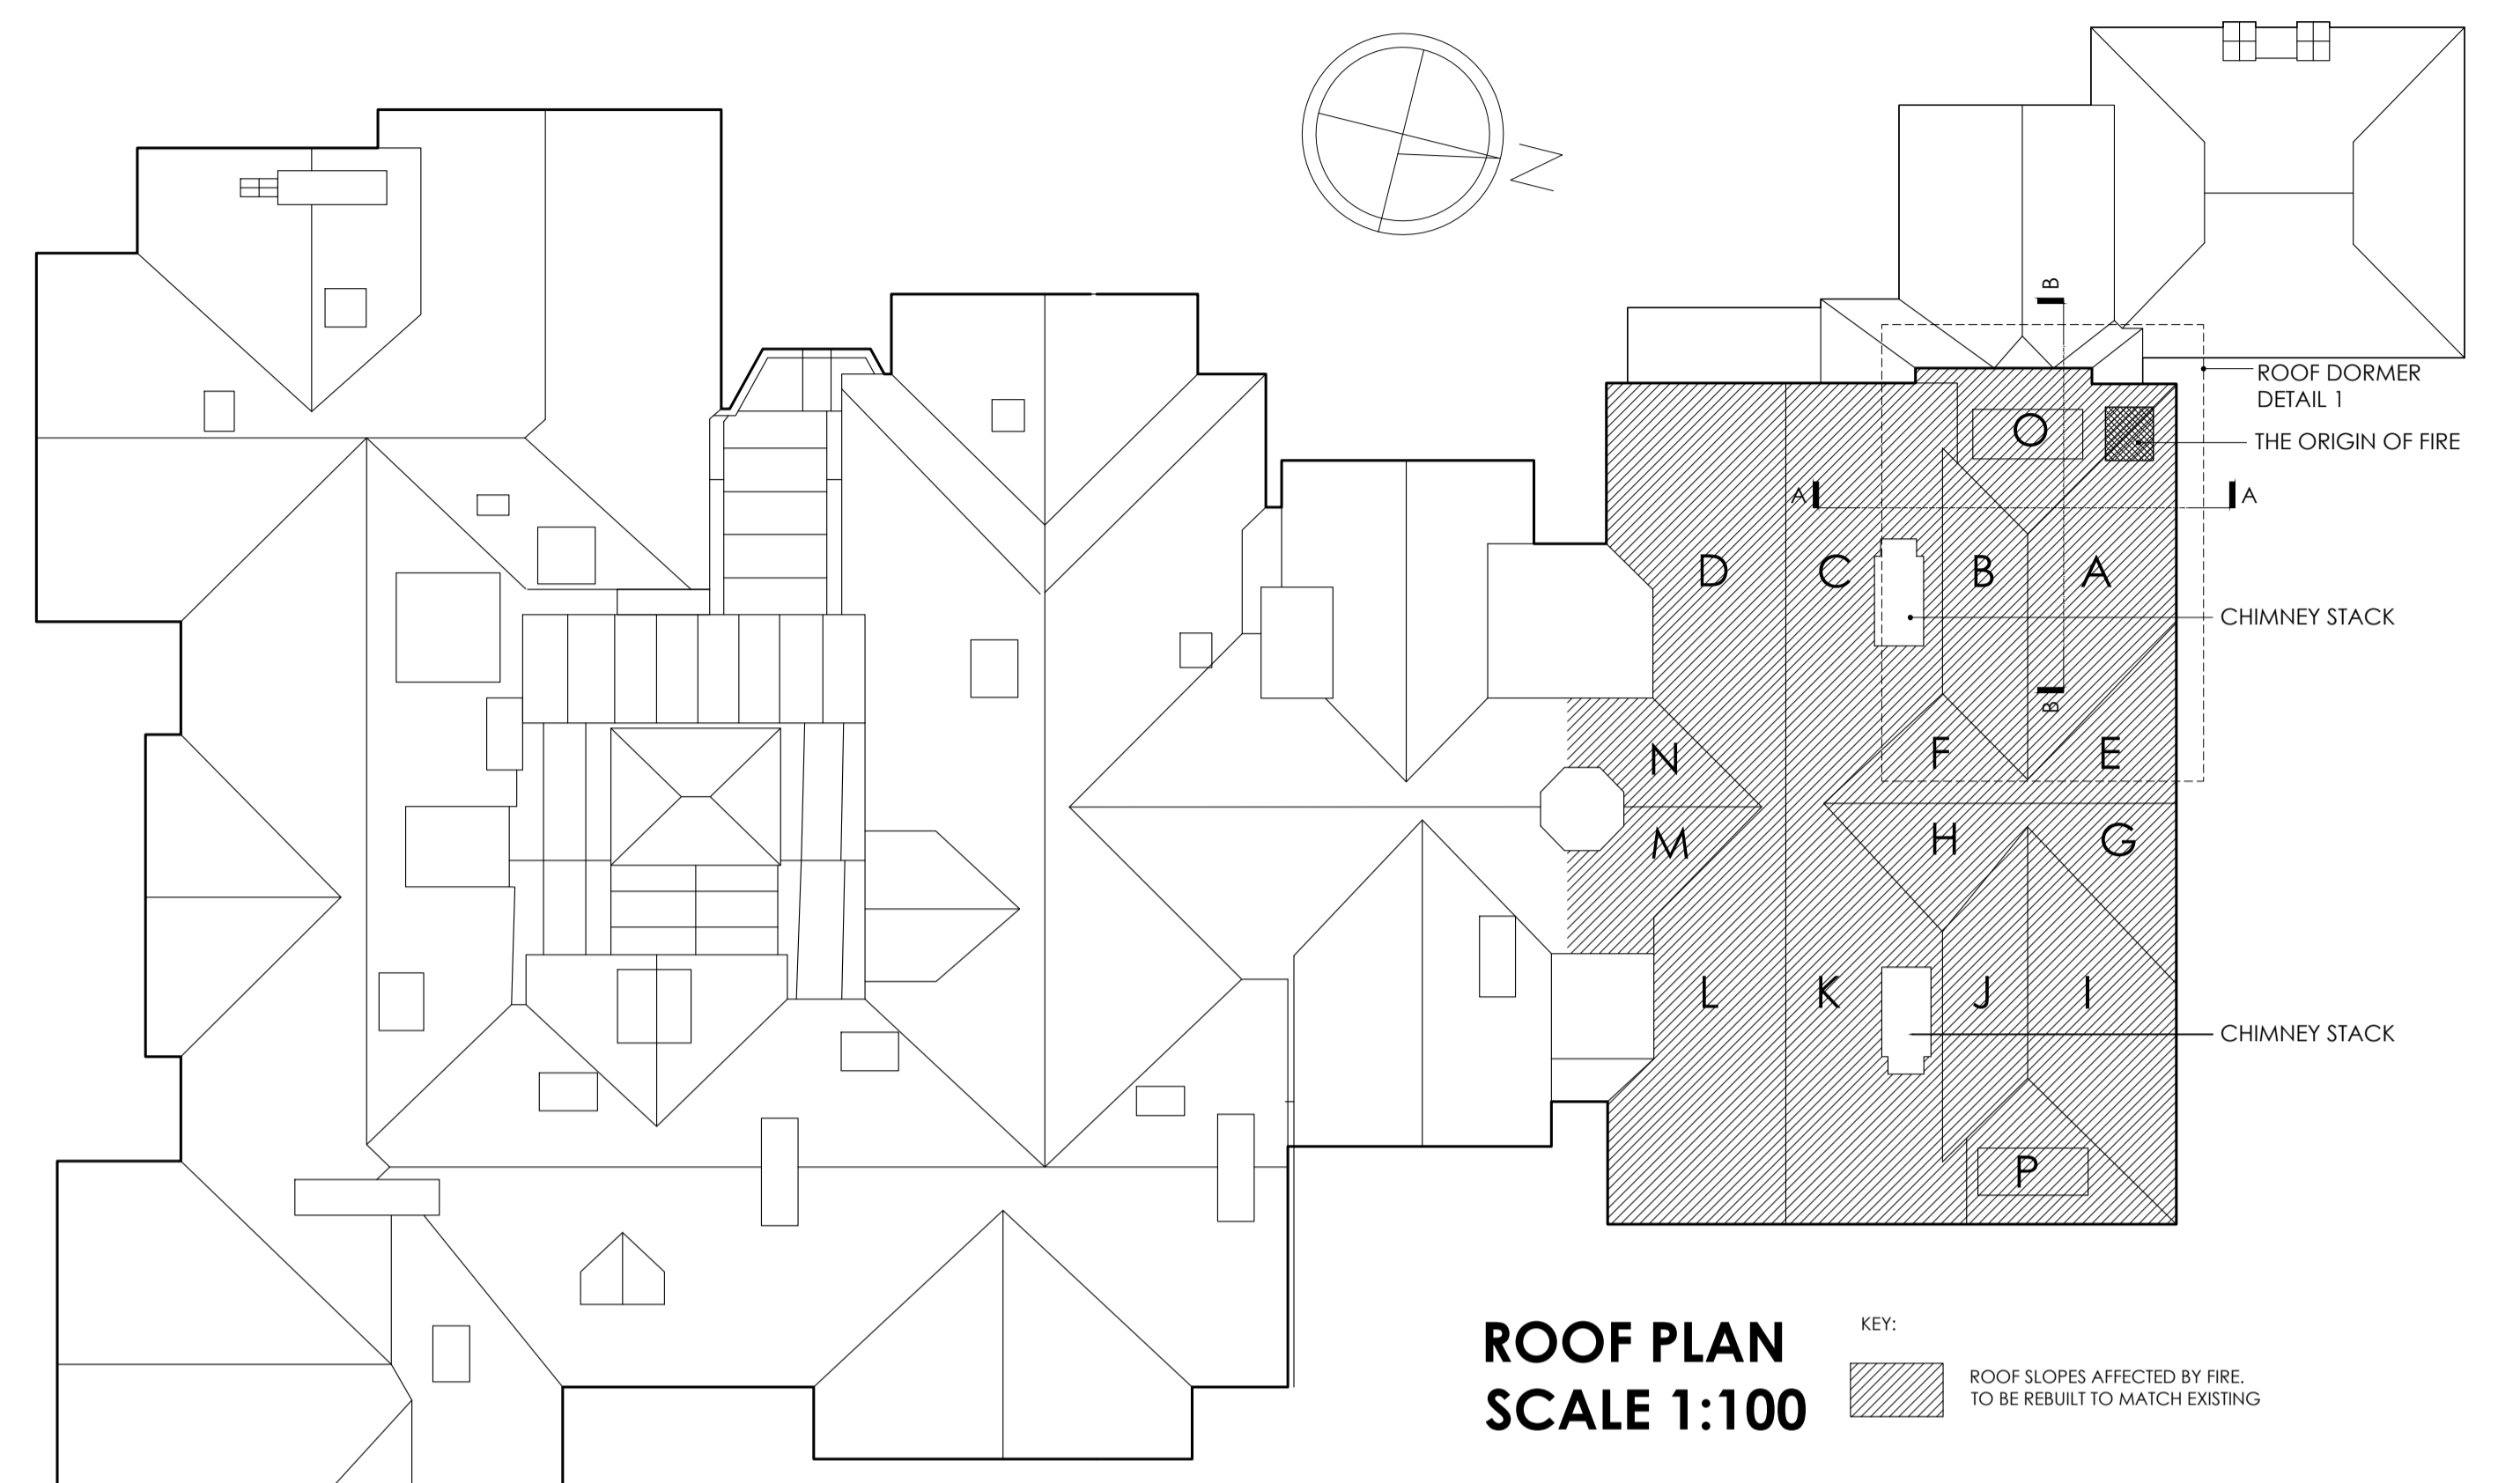 N
B
ROOF DORMER
DETAIL 1
O
THE ORIGIN OF FIRE
A
A
D
C
B
A
CHIMNEY STACK
B
N
F
E
M
H
G
L
K
J
I
CHIMNEY STACK
P
ROOF PLAN
SCALE 1:100
KEY:
ROOF SLOPES AFFECTED BY FIRE.
TO BE REBUILT TO MATCH EXISTING